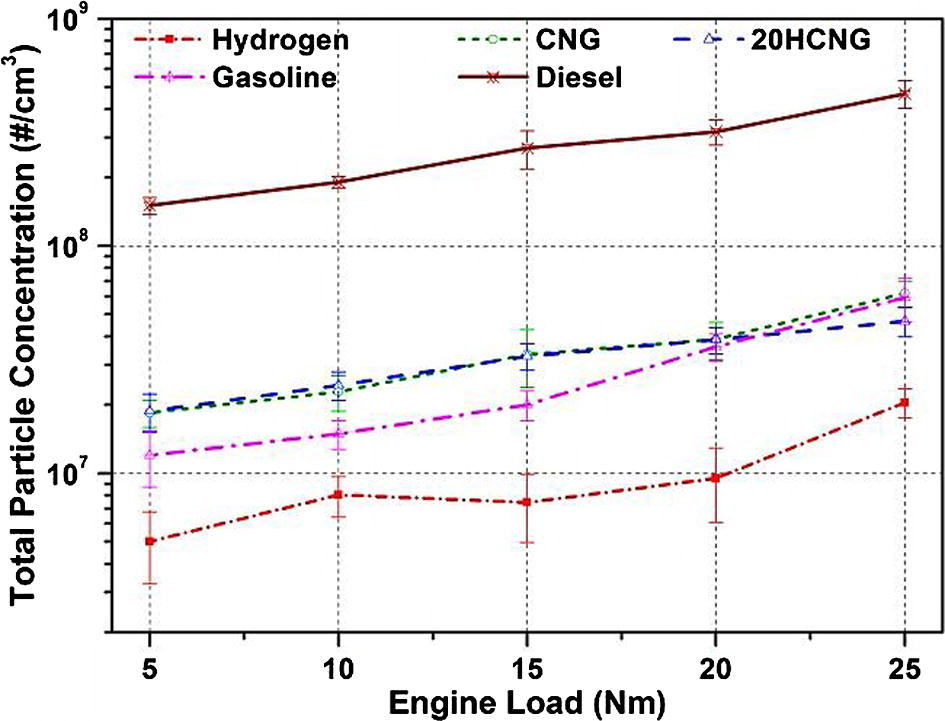 10⁹
Hydrogen CNG 20HCNG
Gasoline Diesel
10⁸
10⁷
Total Particle Concentration (#/cm³)
5 10 15 20 25
Engine Load (Nm)